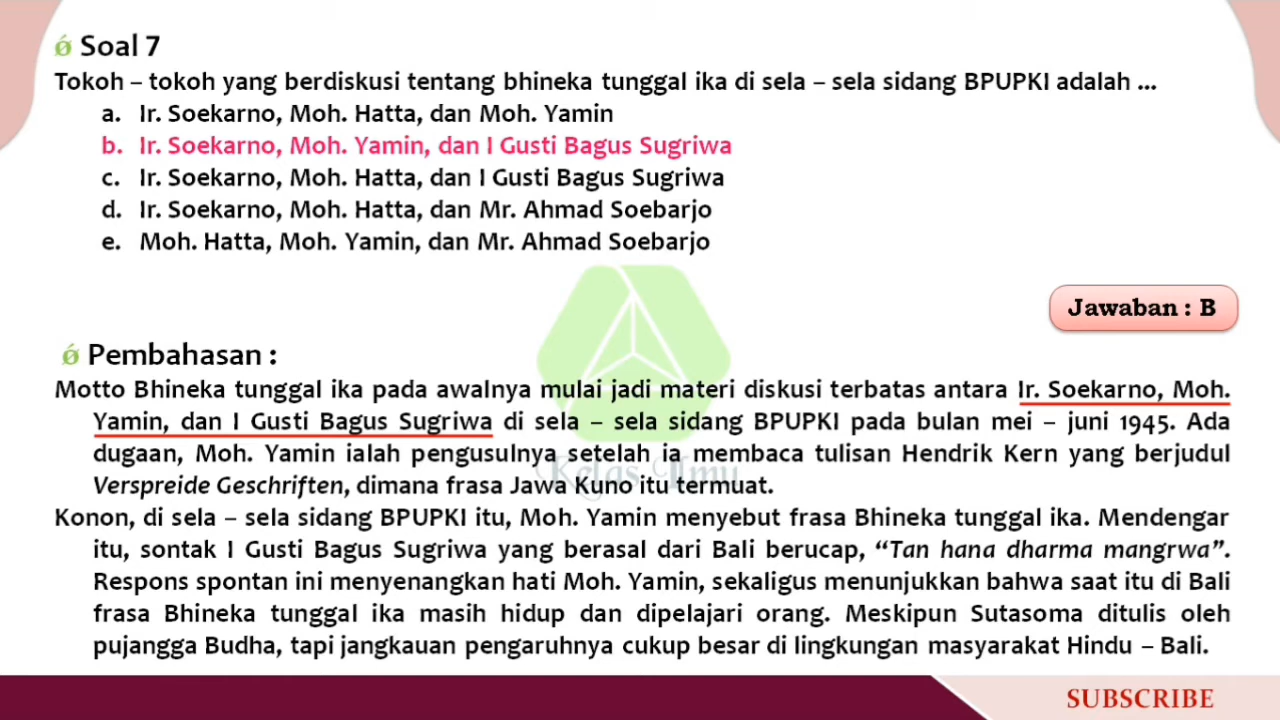 ǿ Soal 7
Tokoh – tokoh yang berdiskusi tentang bhineka tunggal ika di sela – sela sidang BPUPKI adalah ...
a. Ir. Soekarno, Moh. Hatta, dan Moh. Yamin
b. Ir. Soekarno, Moh. Yamin, dan I Gusti Bagus Sugriwa
c. Ir. Soekarno, Moh. Hatta, dan I Gusti Bagus Sugriwa
d. Ir. Soekarno, Moh. Hatta, dan Mr. Ahmad Soebarjo
e. Moh. Hatta, Moh. Yamin, dan Mr. Ahmad Soebarjo
Jawaban : B
ǿ Pembahasan :
Motto Bhineka tunggal ika pada awalnya mulai jadi materi diskusi terbatas antara Ir. Soekarno, Moh.
Yamin, dan I Gusti Bagus Sugriwa di sela – sela sidang BPUPKI pada bulan mei – juni 1945. Ada
dugaan, Moh. Yamin ialah pengusulnya setelah ia membaca tulisan Hendrik Kern yang berjudul
Verspreide Geschriften, dimana frasa Jawa Kuno itu termuat.
Kelas Ilmu
Konon, di sela – sela sidang BPUPKI itu, Moh. Yamin menyebut frasa Bhineka tunggal ika. Mendengar
itu, sontak I Gusti Bagus Sugriwa yang berasal dari Bali berucap, “Tan hana dharma mangrwa”.
Respons spontan ini menyenangkan hati Moh. Yamin, sekaligus menunjukkan bahwa saat itu di Bali
frasa Bhineka tunggal ika masih hidup dan dipelajari orang. Meskipun Sutasoma ditulis oleh
pujangga Budha, tapi jangkauan pengaruhnya cukup besar di lingkungan masyarakat Hindu – Bali.
SUBSCRIBE